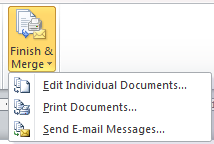 Finish &
Merge
Edit Individual Documents...
Print Documents...
Send E-mail Messages...